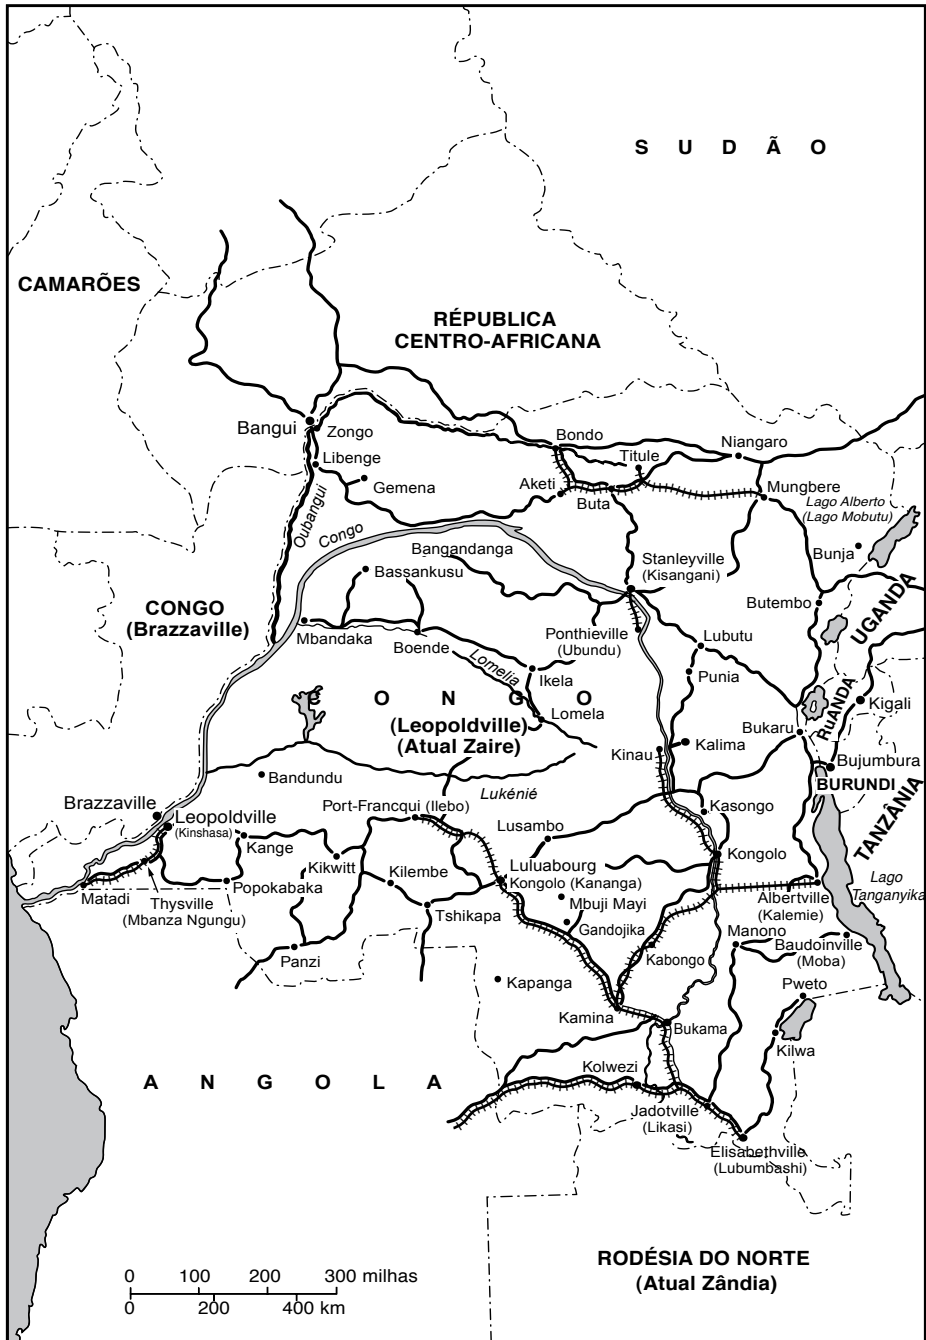 SUDÃO
CAMARÕES
RÉPUBLICA
CENTRO-AFRICANA
Bangui
Zongo
Bondo
Niangaro
Libenge
Titule
Gemena
Aketi
Buta
Mungbere
Lago Alberto
(Lago Mobutu)
Oubangui
Congo
Bangandanga
Stanleyville
(Kisangani)
Bunja
Bassankusu
UGANDA
CONGO
(Brazzaville)
Butembo
Mbandaka
Boende
Ponthieville
(Ubundu)
Lubutu
Lomelia
Ikela
Punia
RuANDA
Kigali
CONGO
(Leopoldville)
(Atual Zaire)
Lomela
Bukaru
Kinau
Kalima
Bujumbura
Bandundu
Lukénié
BURUNDI
TANZÂNIA
Brazzaville
Leopoldville
(Kinshasa)
Port-Francqui (Ilebo)
Kasongo
Lusambo
Kange
Kikwitt
Kilembe
Luluabourg
Kongolo (Kananga)
Kongolo
Matadi
Thysville
(Mbanza Ngungu)
Popokabaka
Tshikapa
Mbuji Mayi
Gandojika
Albertville
(Kalemie)
Lago
Tanganyika
Manono
Baudoinville
(Moba)
Panzi
Kabongo
Kapanga
Pweto
Kamina
Bukama
Kilwa
ANGOLA
Kolwezi
Jadotville
(Likasi)
Elisabethville
(Lubumbashi)
RODÉSIA DO NORTE
(Atual Zândia)
0 100 200 300 milhas
0 200 400 km